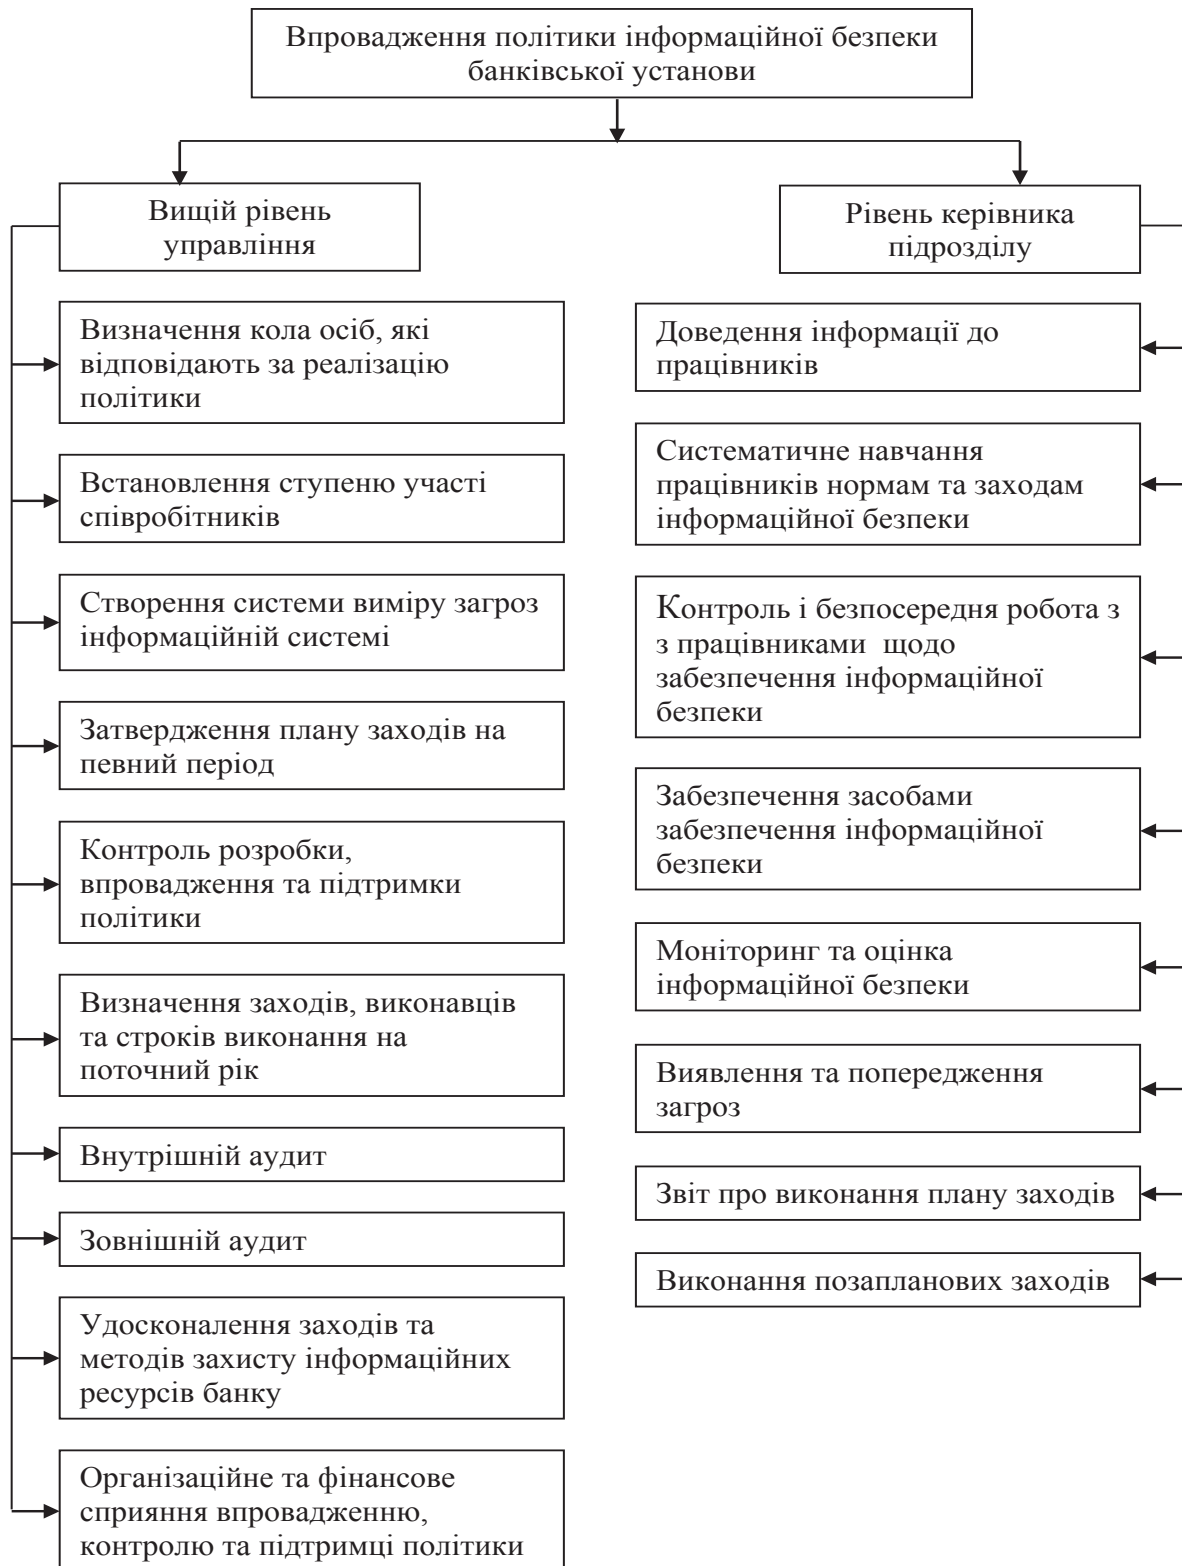 Впровадження політики інформаційної безпеки
банківської установи
Вищій рівень
управління
Рівень керівника
підрозділу
Визначення кола осіб, які
відповідають за реалізацію
політики
Встановлення ступеню участі
співробітників
Створення системи виміру загроз
інформаційній системі
Затвердження плану заходів на
певний період
Контроль розробки,
впровадження та підтримки
політики
Визначення заходів, виконавців
та строків виконання на
поточний рік
Внутрішній аудит
Зовнішній аудит
Удосконалення заходів та
методів захисту інформаційних
ресурсів банку
Організаційне та фінансове
сприяння впровадженню,
контролю та підтримці політики
Доведення інформації до
працівників
Систематичне навчання
працівників нормам та заходам
інформаційної безпеки
Контроль і безпосередня робота з
з працівниками щодо
забезпечення інформаційної
безпеки
Забезпечення засобами
забезпечення інформаційної
безпеки
Моніторинг та оцінка
інформаційної безпеки
Виявлення та попередження
загроз
Звіт про виконання плану заходів
Виконання позапланових заходів